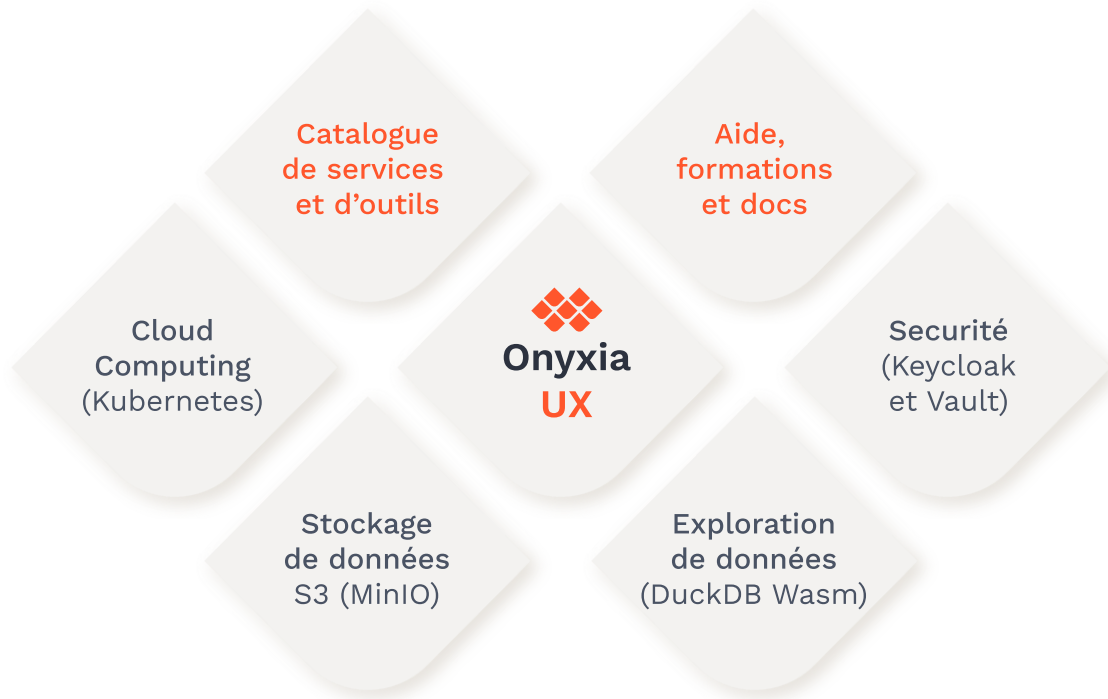 Catalogue
de services
et d’outils
Aide,
formations
et docs
Cloud
Computing
(Kubernetes)
Onyxia
UX
Securité
(Keycloak
et Vault)
Stockage
de données
S3 (MinIO)
Exploration
de données
(DuckDB Wasm)